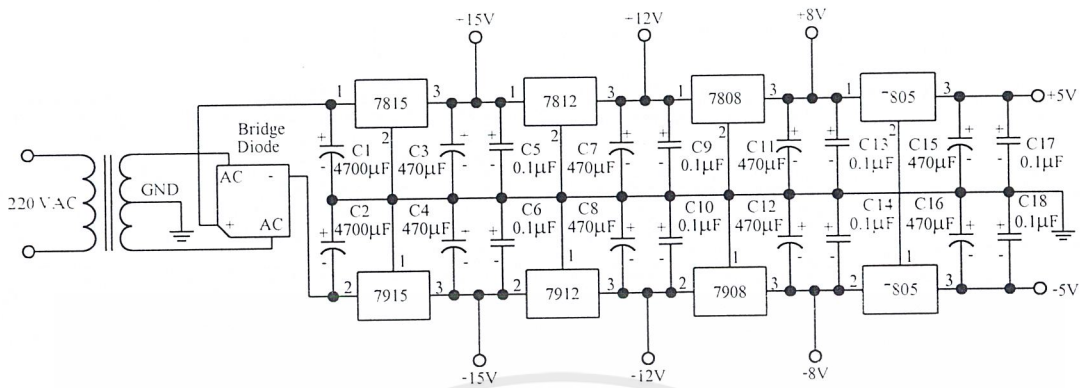 +15V
+12V
+8V
1 7815 3
2
1 7812 3
2
1 7808 3
2
1 7805 3
2
+5V
Bridge
Diode
220 VAC
GND
AC
-
+
AC
+
-
C1
4700μF
C3
470μF
C5
0.1μF
C7
470μF
C9
0.1μF
C11
470μF
C13
0.1μF
C15
470μF
C17
0.1μF
C2
4700μF
C4
470μF
C6
0.1μF
C8
470μF
C10
0.1μF
C12
470μF
C14
0.1μF
C16
470μF
C18
0.1μF
1
2 7915 3
1
2 7912 3
1
2 7908 3
1
2 7805 3
-5V
-15V
-12V
-8V